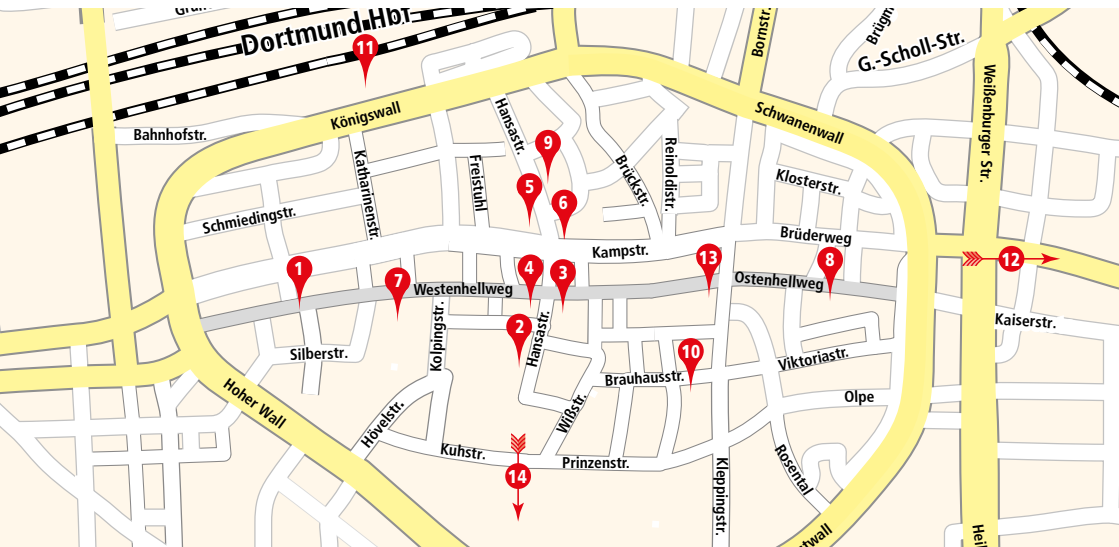 Dortmund Hbf
11
Bornstr.
G.-Scholl-Str.
Königswall
Bahnhofstr.
Hansastr.
Schwanenwall
Weißenburger Str.
9
Katharinenstr.
Freistuhl
Brückstr.
Reinoldistr.
Klosterstr.
5
6
Schmiedingstr.
Kampstr.
Brüderweg
1
7
4
3
13
8
12
Westenhellweg
Ostenhellweg
2
Kolpingstr.
Hansastr.
Kaiserstr.
Silberstr.
10
Viktoriastr.
Brauhausstr.
Olpe
Hoher Wall
Hövelstr.
Wißstr.
Kuhstr.
Prinzenstr.
14
Kleppingstr.
Rosental